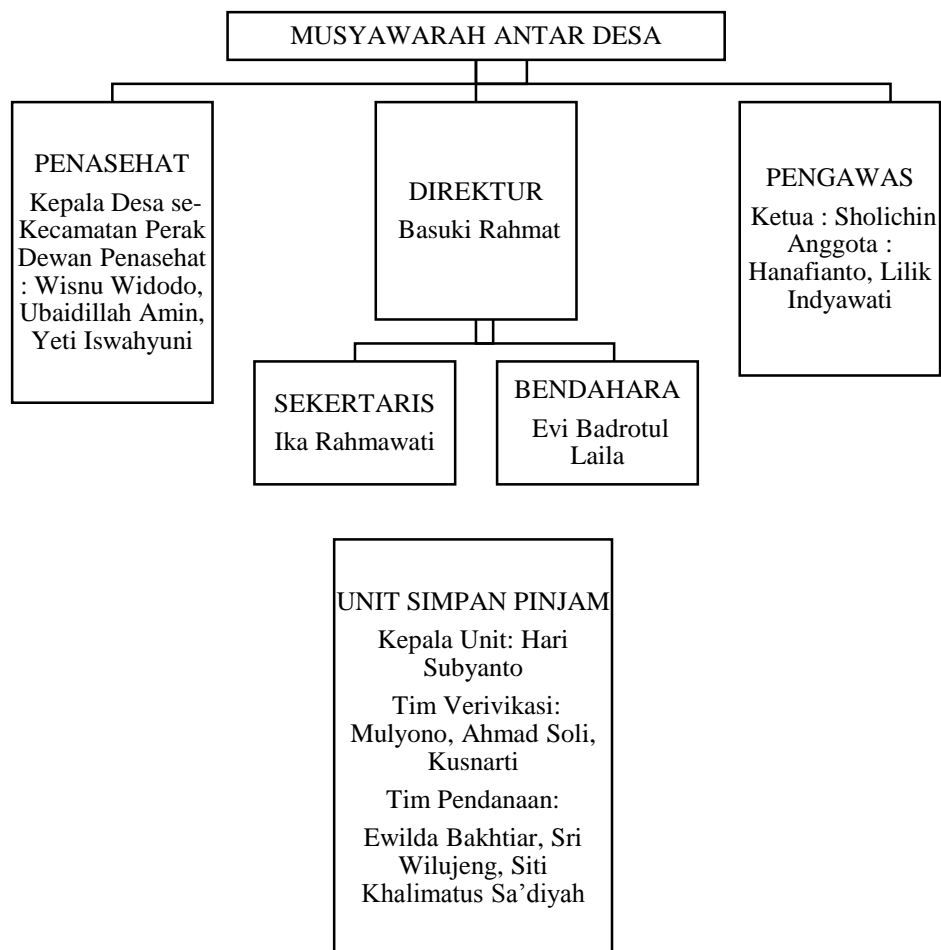 MUSYAWARAH ANTAR DESA
PENASEHAT
Kepala Desa se-
Kecamatan Perak
Dewan Penasehat
: Wisnu Widodo,
Ubaidillah Amin,
Yeti Iswahyuni
DIREKTUR
Basuki Rahmat
PENGAWAS
Ketua : Sholichin
Anggota :
Hanafianto, Lilik
Indyawati
SEKERTARIS
Ika Rahmawati
BENDAHARA
Evi Badrotul
Laila
UNIT SIMPAN PINJAM
Kepala Unit: Hari
Subyanto
Tim Verivikasi:
Mulyono, Ahmad Soli,
Kusnarti
Tim Pendanaan:
Ewilda Bakhtiar, Sri
Wilujeng, Siti
Khalimatus Sa’diyah